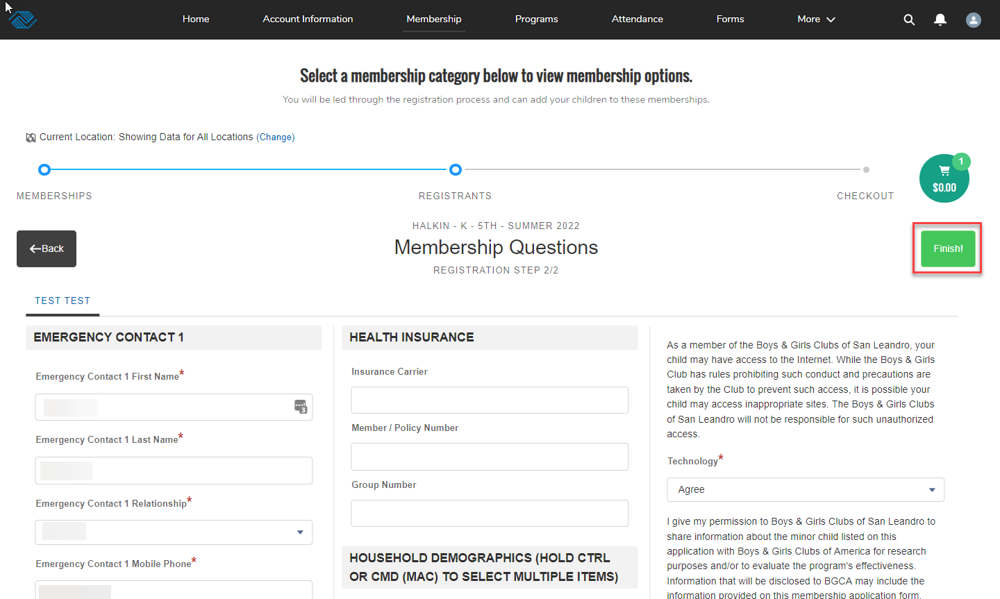 Home Account Information Membership Programs Attendance Forms More
Select a membership category below to view membership options.
You will be led through the registration process and can add your children to these memberships.
Current Location: Showing Data for All Locations (Change)
1
$0.00
MEMBERSHIPS REGISTRANTS CHECKOUT
HALKIN - K - 5TH - SUMMER 2022
←Back
Membership Questions
Finish!
REGISTRATION STEP 2/2
TEST TEST
EMERGENCY CONTACT 1
Emergency Contact 1 First Name*
3
Emergency Contact 1 Last Name*
Emergency Contact 1 Relationship*
Emergency Contact 1 Mobile Phone*
HEALTH INSURANCE
Insurance Carrier
Member / Policy Number
Group Number
HOUSEHOLD DEMOGRAPHICS (HOLD CTRL
OR CMD (MAC) TO SELECT MULTIPLE ITEMS)
As a member of the Boys & Girls Clubs of San Leandro, your
child may have access to the Internet. While the Boys & Girls
Club has rules prohibiting such conduct and precautions are
taken by the Club to prevent such access, it is possible your
child may access inappropriate sites. The Boys & Girls Clubs
of San Leandro will not be responsible for such unauthorized
access.
Technology*
Agree
I give my permission to Boys & Girls Clubs of San Leandro to
share information about the minor child listed on this
application with Boys & Girls Clubs of America for research
purposes and/or to evaluate the program's effectiveness.
Information that will be disclosed to BGCA may include the
information provided on this membership application form,